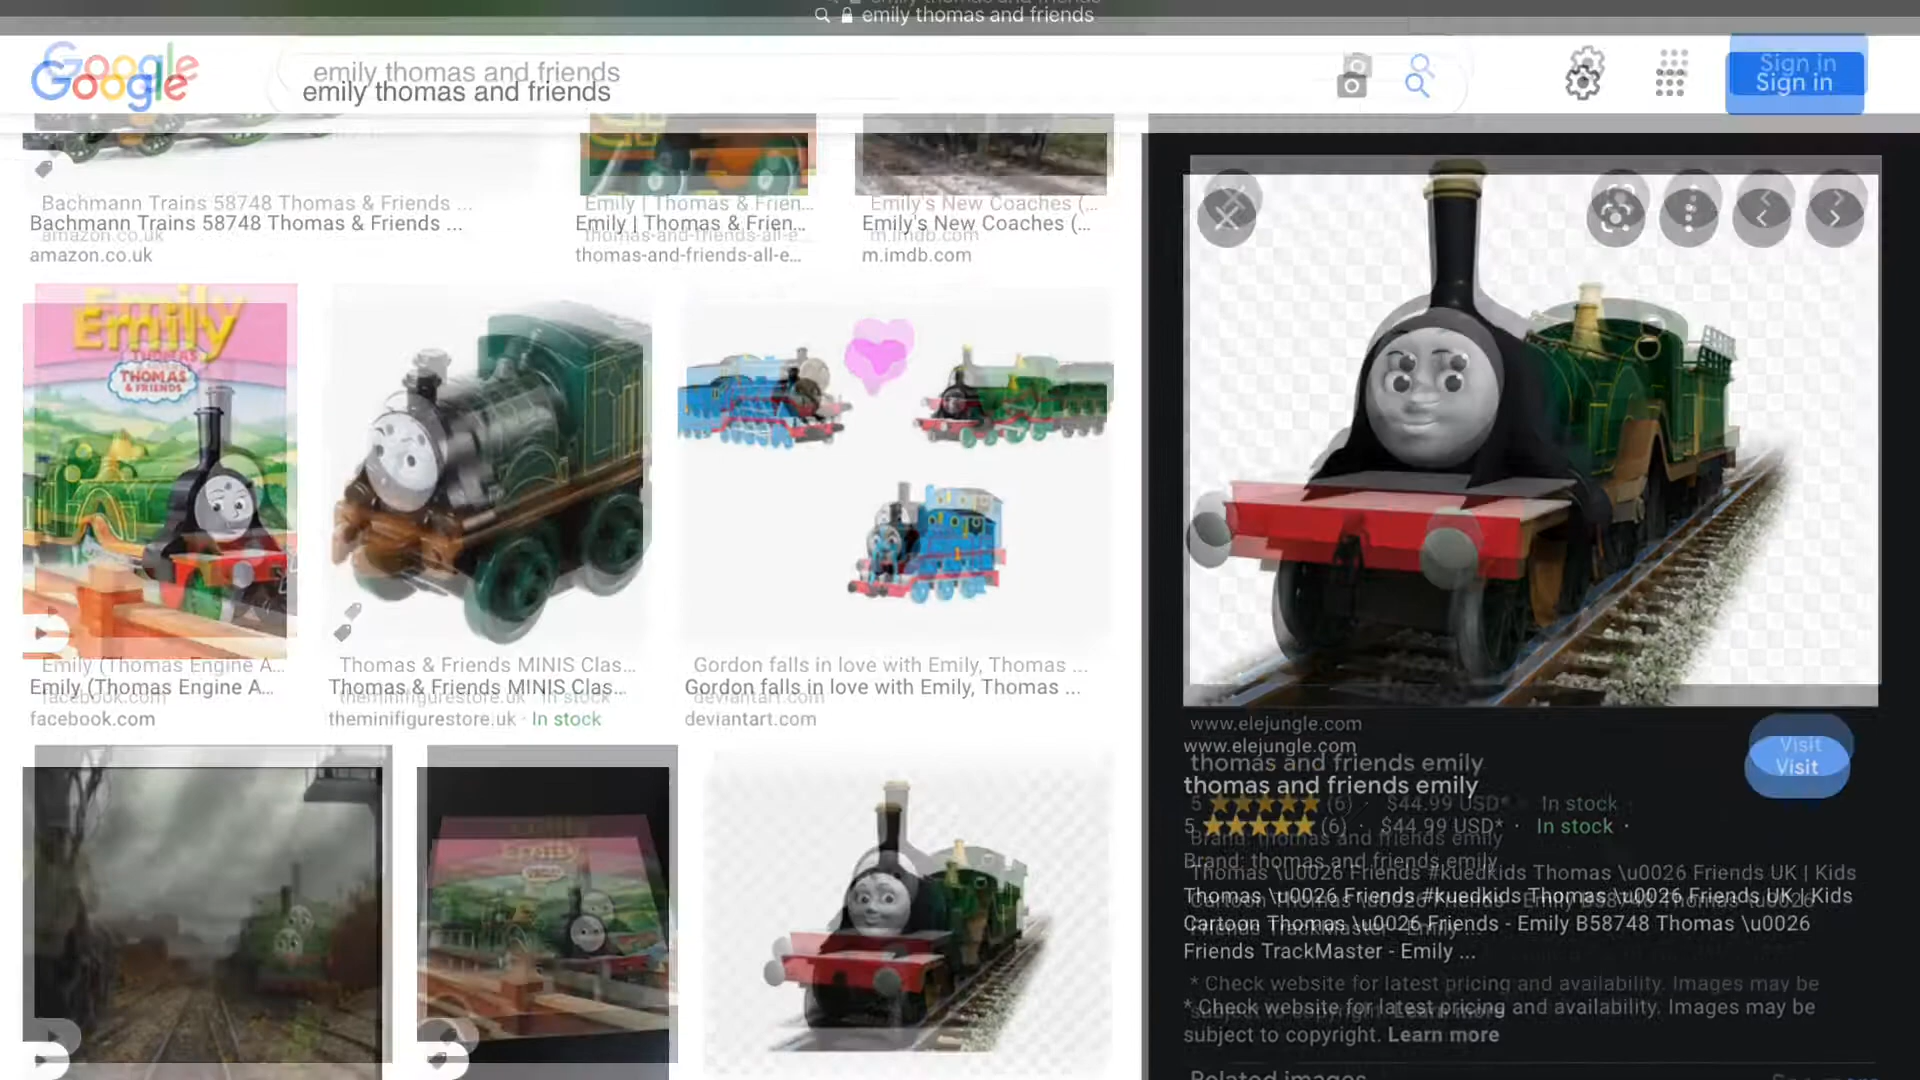 emily thomas and friends
Google
emily thomas and friends
Sign in
Bachmann Trains 58748 Thomas & Friends ...
amazon.co.uk
Emily | Thomas & Frien...
thomas-and-friends-all-e...
Emily's New Coaches (...
m.imdb.com
Emily
THOMAS
& FRIENDS
Emily (Thomas Engine A...
facebook.com
Thomas & Friends MINIS Clas...
theminifigurestore.uk · In stock
Gordon falls in love with Emily, Thomas ...
deviantart.com
Emily
www.elejungle.com
Visit
thomas and friends emily
5 ★★★★★ (6) · $44.99 USD* · In stock ·
Brand: thomas and friends emily
Thomas \u0026 Friends #kuedkids Thomas \u0026 Friends UK | Kids
Cartoon Thomas \u0026 Friends - Emily B58748 Thomas \u0026
Friends TrackMaster - Emily ...
* Check website for latest pricing and availability. Images may be
subject to copyright. Learn more
Related images